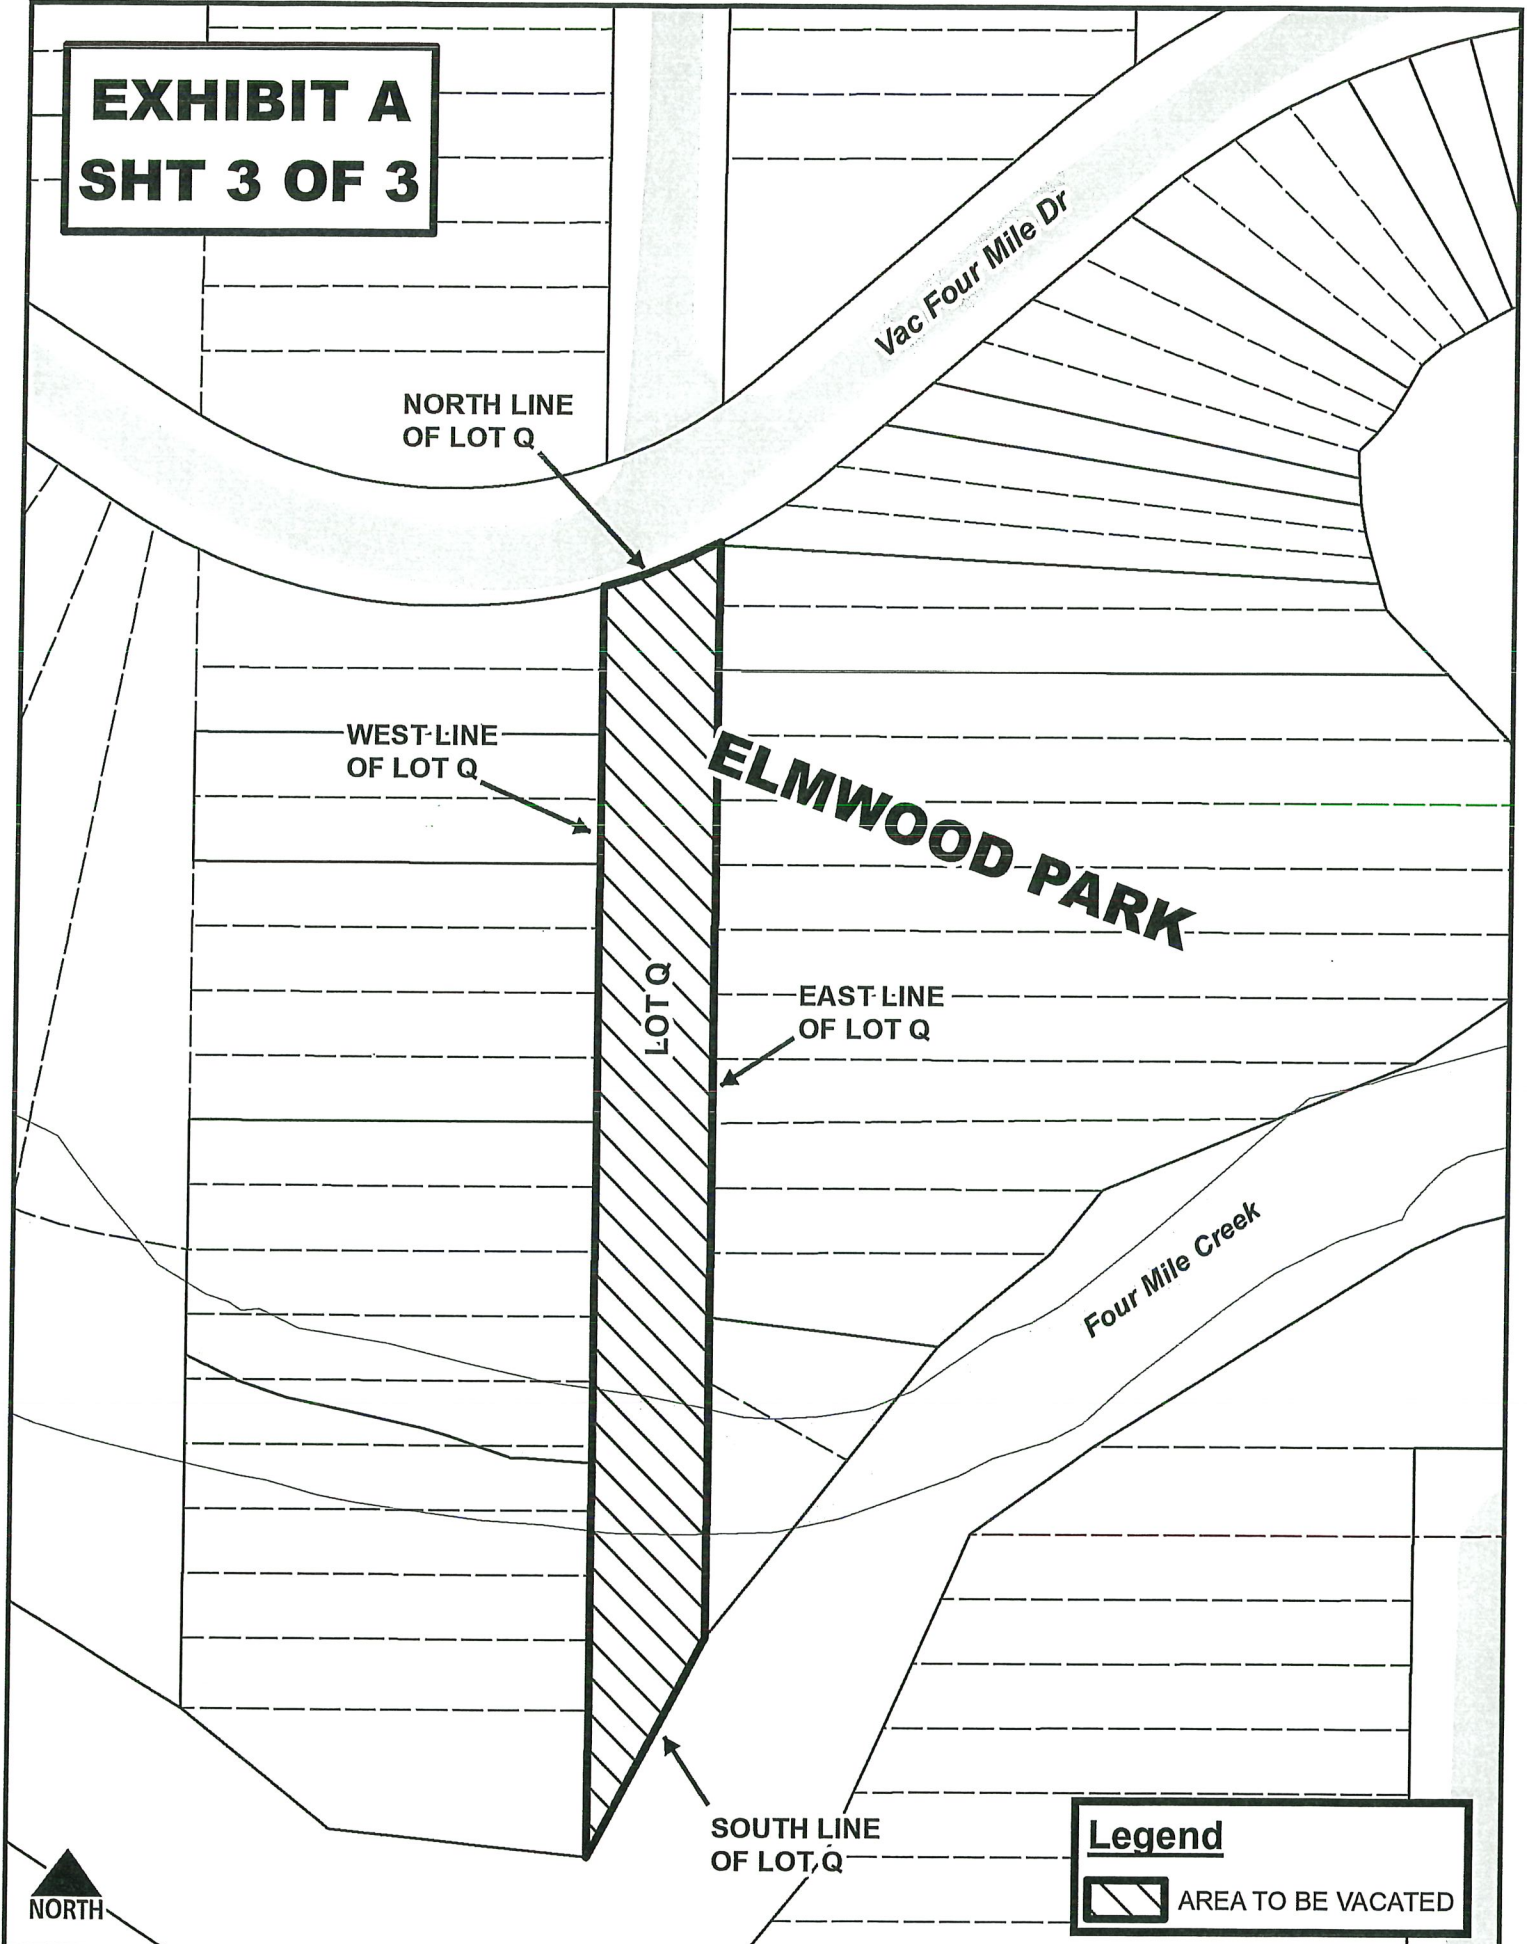 EXHIBIT A
SHT 3 OF 3
Vac Four Mile Dr
NORTH LINE
OF LOT Q
WEST LINE
OF LOT Q
ELMWOOD PARK
LOT Q
EAST LINE
OF LOT Q
Four Mile Creek
SOUTH LINE
OF LOT Q
Legend
AREA TO BE VACATED
NORTH